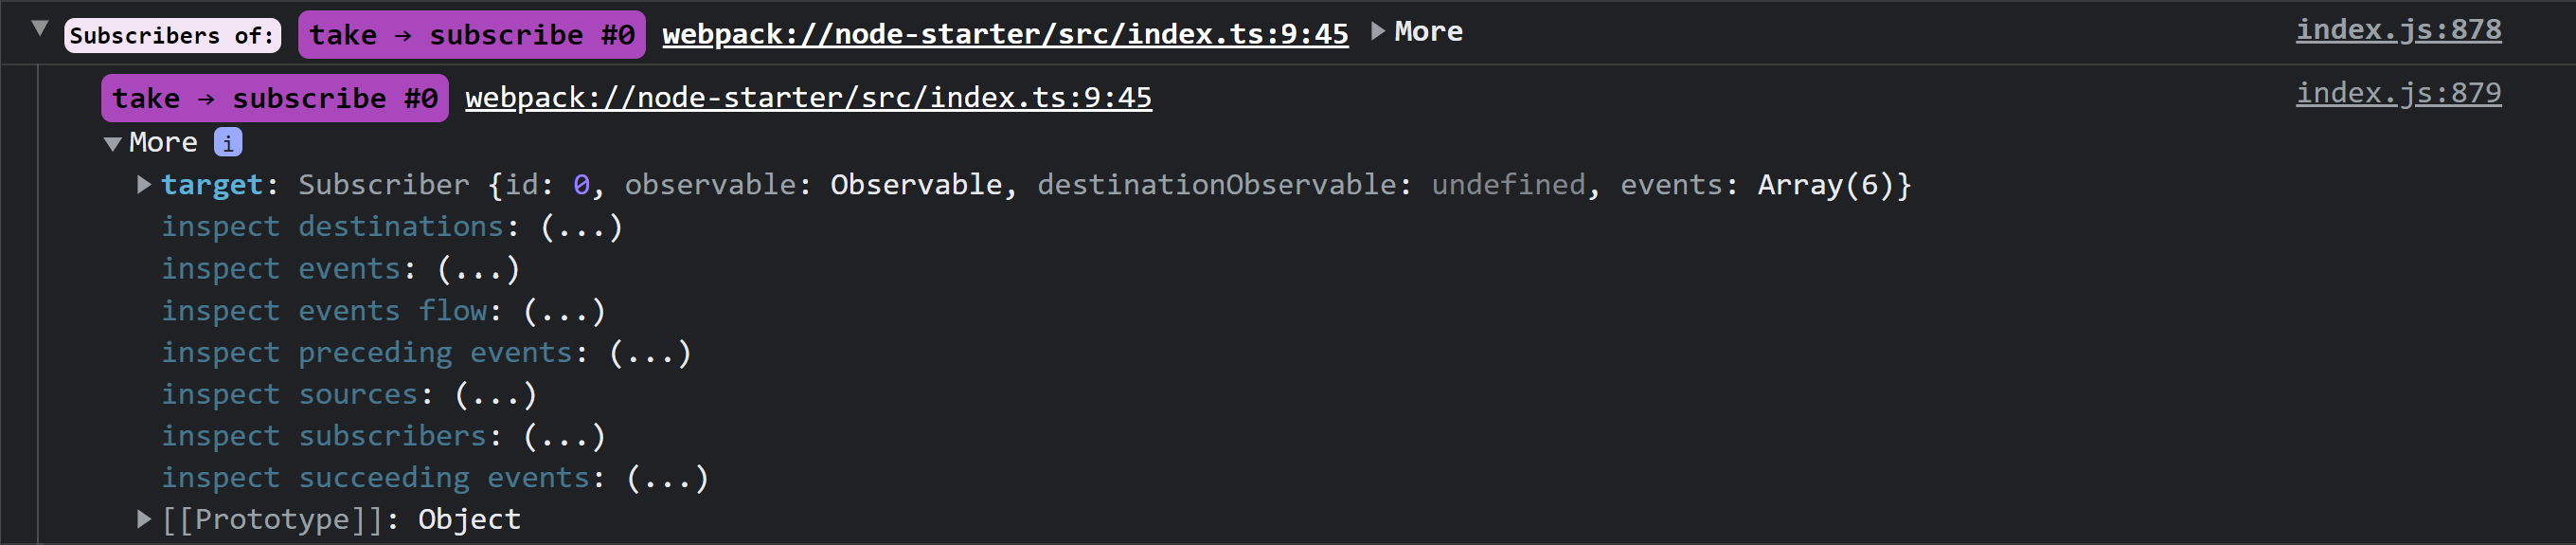 ▼ Subscribers of: take → subscribe #0 webpack://node-starter/src/index.ts:9:45 ▶ More index.js:878
take → subscribe #0 webpack://node-starter/src/index.ts:9:45 index.js:879
▼ More i
▶ target: Subscriber {id: 0, observable: Observable, destinationObservable: undefined, events: Array(6)}
inspect destinations: (...)
inspect events: (...)
inspect events flow: (...)
inspect preceding events: (...)
inspect sources: (...)
inspect subscribers: (...)
inspect succeeding events: (...)
▶ [[Prototype]]: Object